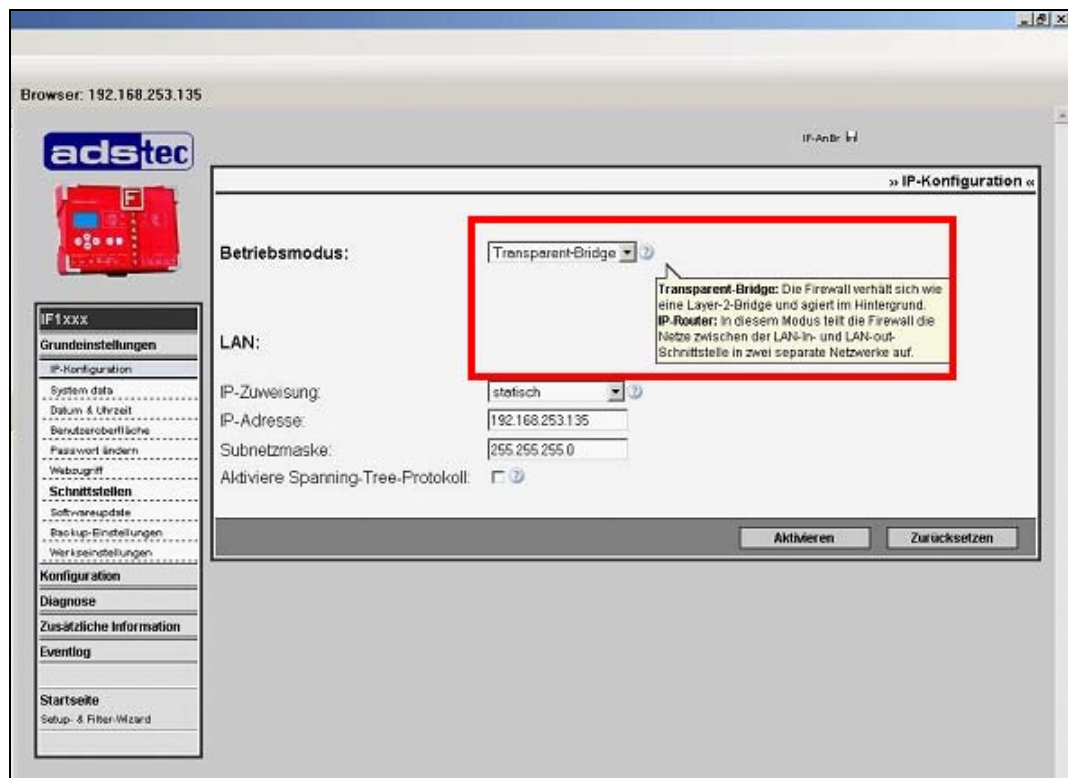 Browser: 192.168.253.135
adstec
IF-AnBr
» IP-Konfiguration «
F
Betriebsmodus:
Transparent-Bridge
Transparent-Bridge: Die Firewall verhält sich wie
eine Layer-2-Bridge und agiert im Hintergrund.
IP-Router: In diesem Modus teilt die Firewall die
Netze zwischen der LAN-In- und LAN-out-
Schnittstelle in zwei separate Netzwerke auf.
LAN:
IP-Zuweisung:
statisch
IP-Adresse:
192.168.253.135
Subnetzmaske:
255.255.255.0
Aktiviere Spanning-Tree-Protokoll:
Aktivieren
Zurücksetzen
IF1xxx
Grundeinstellungen
IP-Konfiguration
System data
Datum & Uhrzeit
Benutzeroberfläche
Passwort ändern
Webzugriff
Schnittstellen
Softwareupdate
Backup-Einstellungen
Werkseinstellungen
Konfiguration
Diagnose
Zusätzliche Information
Eventlog
Startseite
Setup- & Filter-Wizard